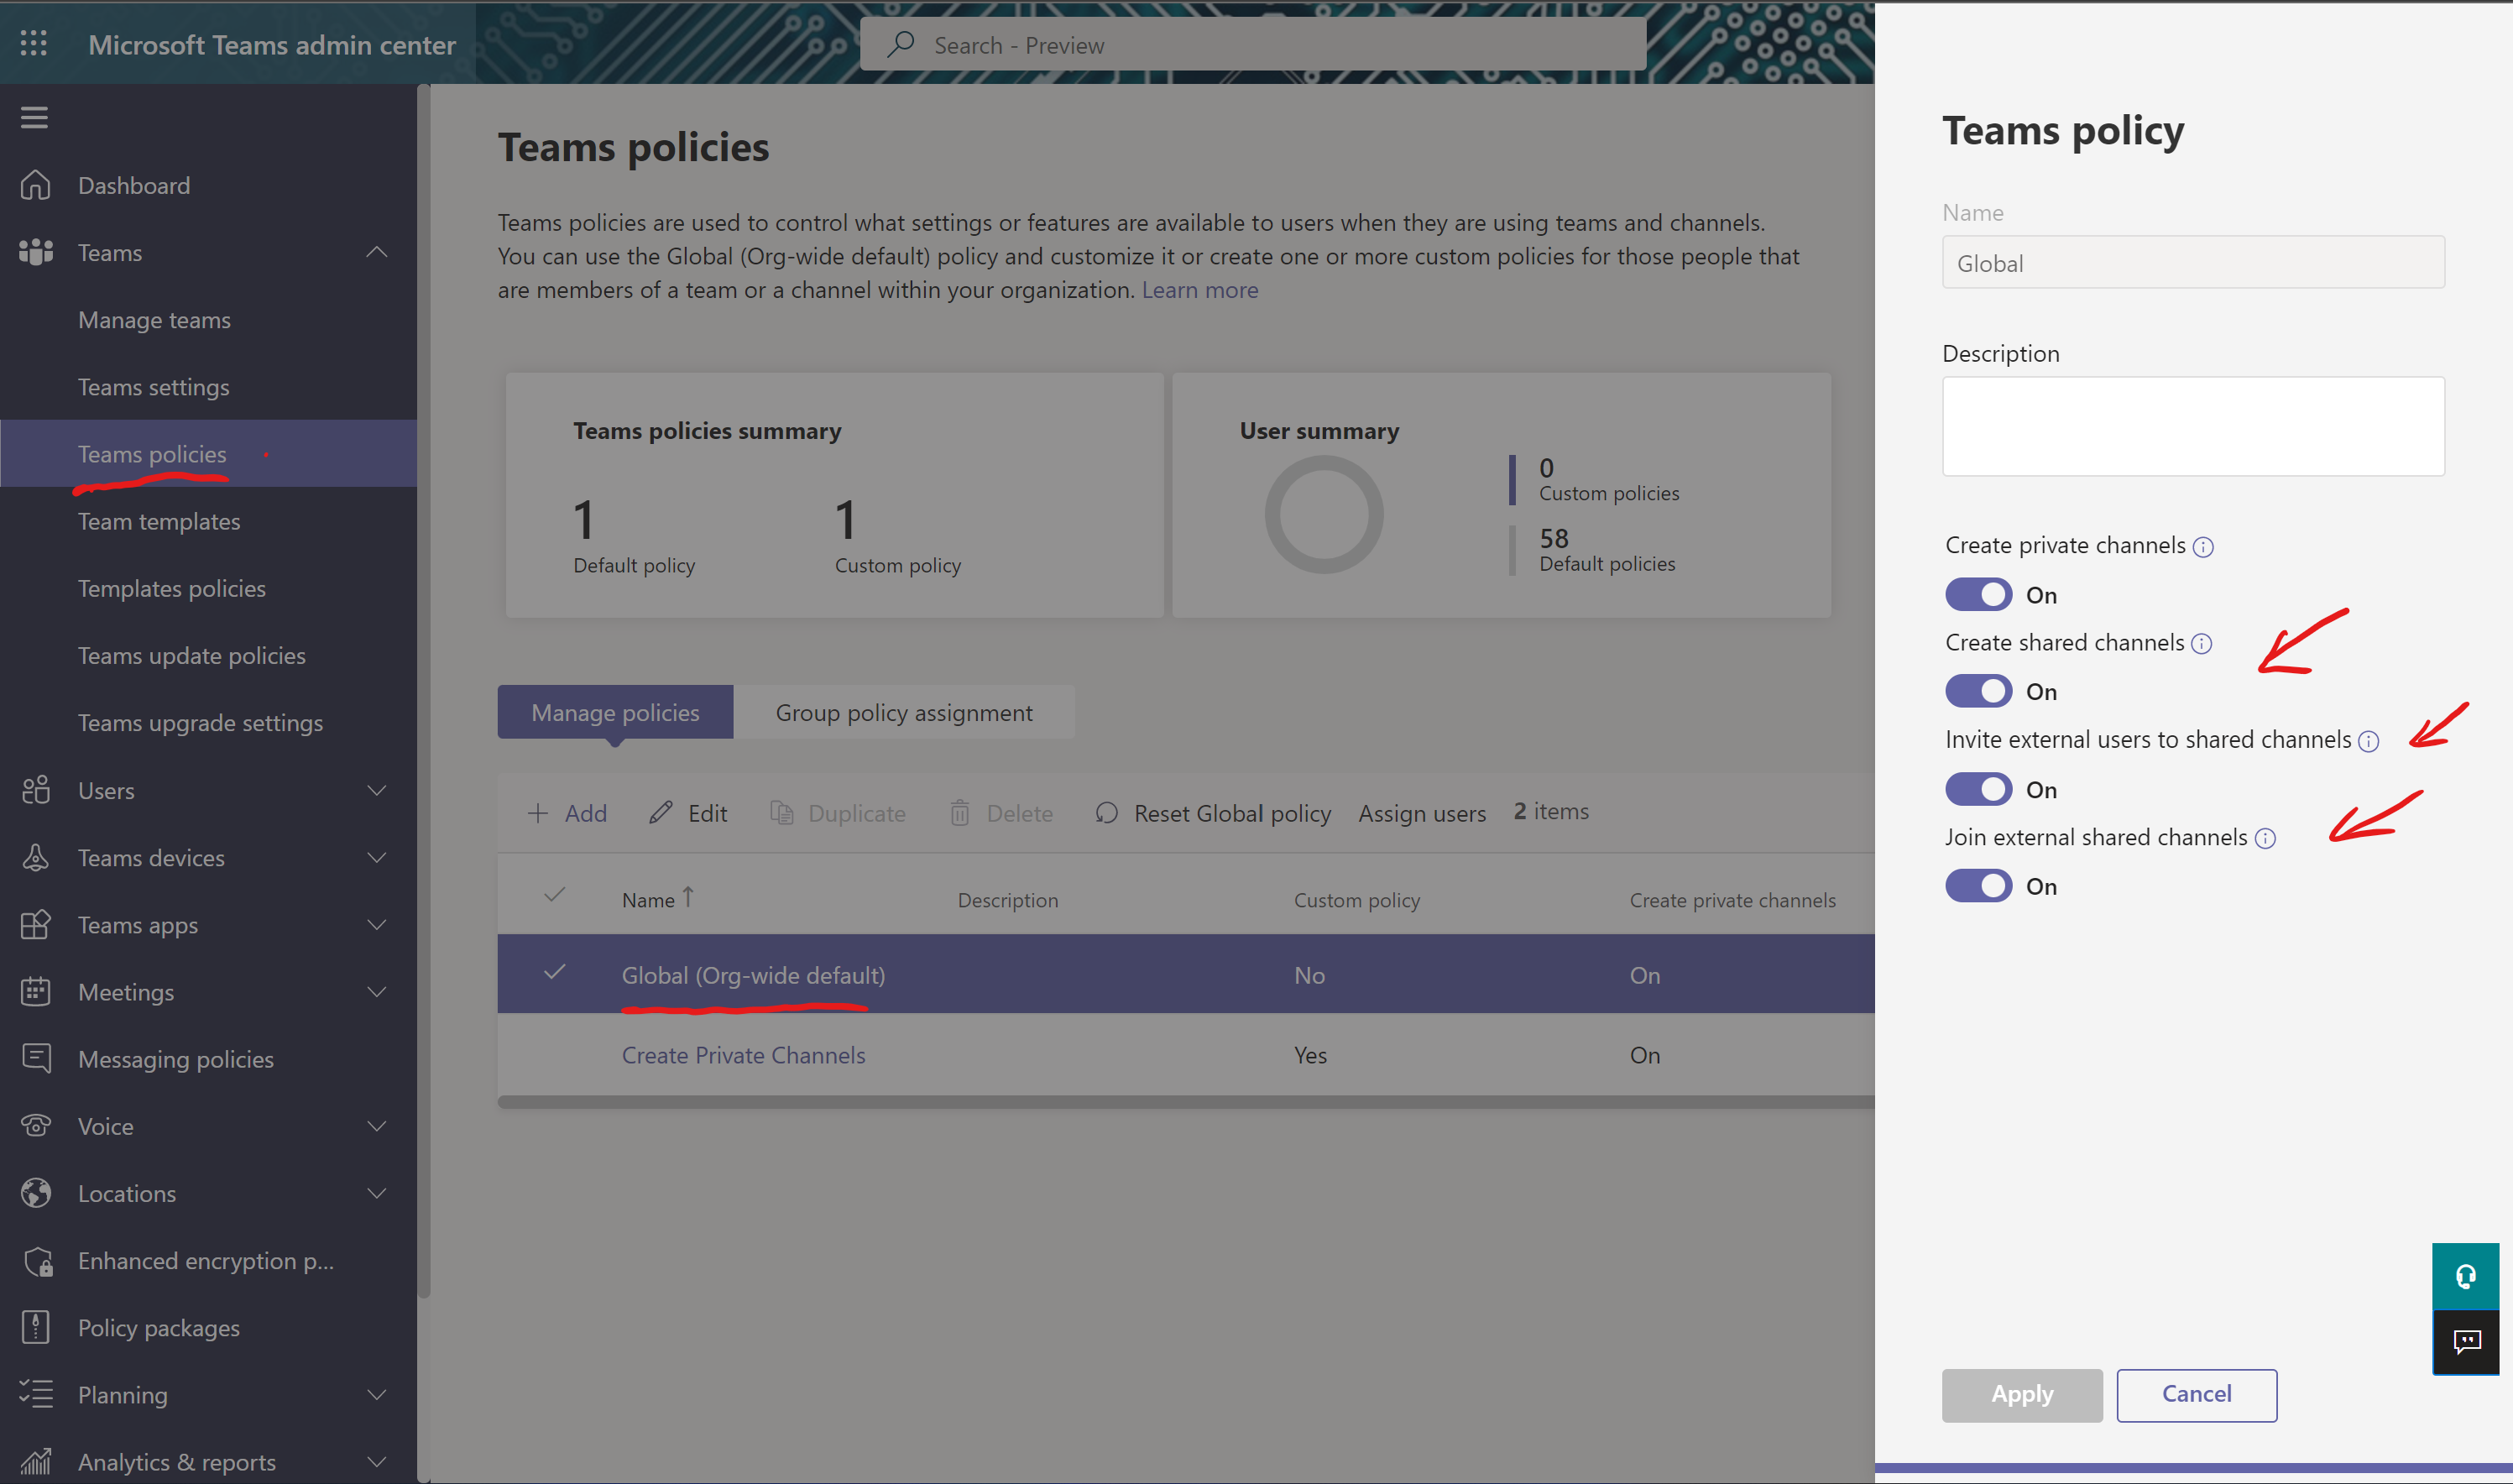 Microsoft Teams admin center
Search - Preview
Dashboard
Teams
Manage teams
Teams settings
Teams policies
Team templates
Templates policies
Teams update policies
Teams upgrade settings
Users
Teams devices
Teams apps
Meetings
Messaging policies
Voice
Locations
Enhanced encryption p...
Policy packages
Planning
Analytics & reports
Teams policies
Teams policies are used to control what settings or features are available to users when they are using teams and channels.
You can use the Global (Org-wide default) policy and customize it or create one or more custom policies for those people that
are members of a team or a channel within your organization. Learn more
Teams policies summary
1
Default policy
1
Custom policy
User summary
0
Custom policies
58
Default policies
Manage policies
Group policy assignment
Add
Edit
Duplicate
Delete
Reset Global policy
Assign users
2 items
Name ↑
Description
Custom policy
Create private channels
Global (Org-wide default)
No
On
Create Private Channels
Yes
On
Teams policy
Name
Global
Description
Create private channels
On
Create shared channels
On
Invite external users to shared channels
On
Join external shared channels
On
Apply
Cancel